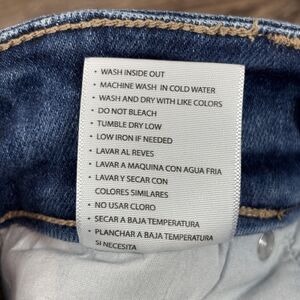 • WASH INSIDE OUT
• MACHINE WASH IN COLD WATER
• WASH AND DRY WITH LIKE COLORS
• DO NOT BLEACH
• TUMBLE DRY LOW
• LOW IRON IF NEEDED
• LAVAR AL REVES
• LAVAR A MAQUINA CON AGUA FRIA
• LAVAR Y SECAR CON
COLORES SIMILARES
• NO USAR CLORO
• SECAR A BAJA TEMPERATURA
• PLANCHAR A BAJA TEMPERATURA
SI NECESITA